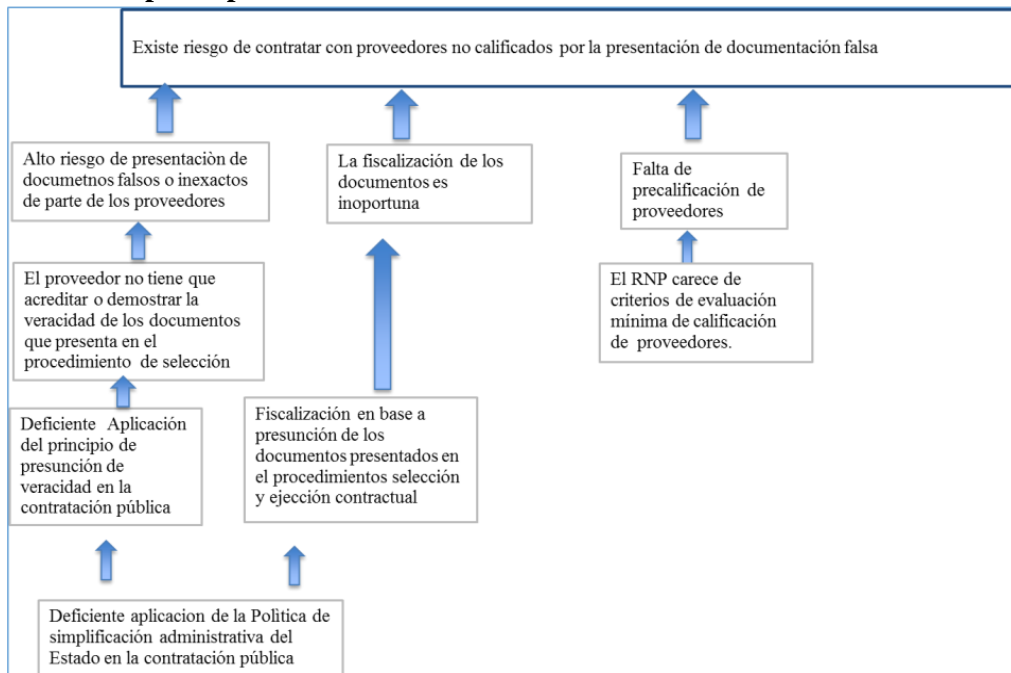 Existe riesgo de contratar con proveedores no calificados por la presentación de documentación falsa
Alto riesgo de presentaciòn de
documetnos falsos o inexactos
de parte de los proveedores
La fiscalización de los
documentos es
inoportuna
Falta de
precalificación de
proveedores
El proveedor no tiene que
acreditar o demostrar la
veracidad de los documentos
que presenta en el
procedimiento de selección
El RNP carece de
criterios de evaluación
mínima de calificación
de proveedores.
Deficiente Aplicación
del principio de
presunción de
veracidad en la
contratación pública
Fiscalización en base a
presunción de los
documentos presentados en
el procedimientos selección
y ejección contractual
Deficiente aplicacion de la Polìtica de
simplificación administrativa del
Estado en la contratación pública